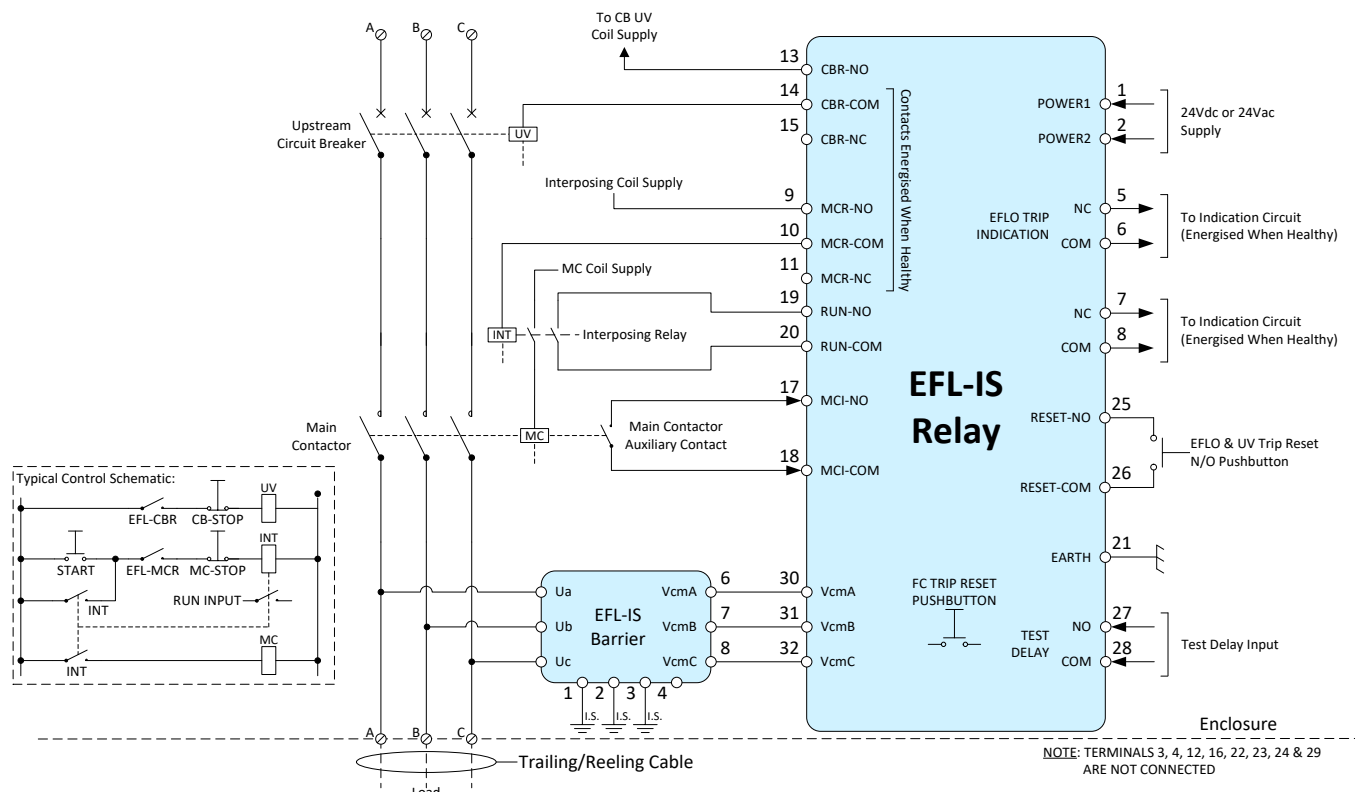 A
B
C
To CB UV
Coil Supply
13
CBR-NO
14
CBR-COM
15
CBR-NC
Contacts Energised When Healthy
Upstream
Circuit Breaker
UV
Interposing Coil Supply
9
MCR-NO
10
MCR-COM
11
MCR-NC
MC Coil Supply
19
RUN-NO
INT
Interposing Relay
20
RUN-COM
17
MCI-NO
Main
Contactor
MC
Main Contactor
Auxiliary Contact
18
MCI-COM
EFL-IS
Relay
POWER1
1
POWER2
2
24Vdc or 24Vac
Supply
EFLO TRIP
INDICATION
NC
5
COM
6
To Indication Circuit
(Energised When Healthy)
NC
7
COM
8
To Indication Circuit
(Energised When Healthy)
RESET-NO
25
RESET-COM
26
EFLO & UV Trip Reset
N/O Pushbutton
EARTH
21
FC TRIP RESET
PUSHBUTTON
TEST
DELAY
NO
27
COM
28
Test Delay Input
Typical Control Schematic:
UV
EFL-CBR
CB-STOP
INT
START
EFL-MCR
MC-STOP
INT
RUN INPUT
MC
INT
Ua
Ub
Uc
EFL-IS
Barrier
VcmA
VcmB
VcmC
6
7
8
30
31
32
VcmA
VcmB
VcmC
1
2
3
4
I.S.
I.S.
I.S.
Enclosure
A
B
C
Trailing/Reeling Cable
Load
NOTE: TERMINALS 3, 4, 12, 16, 22, 23, 24 & 29
ARE NOT CONNECTED